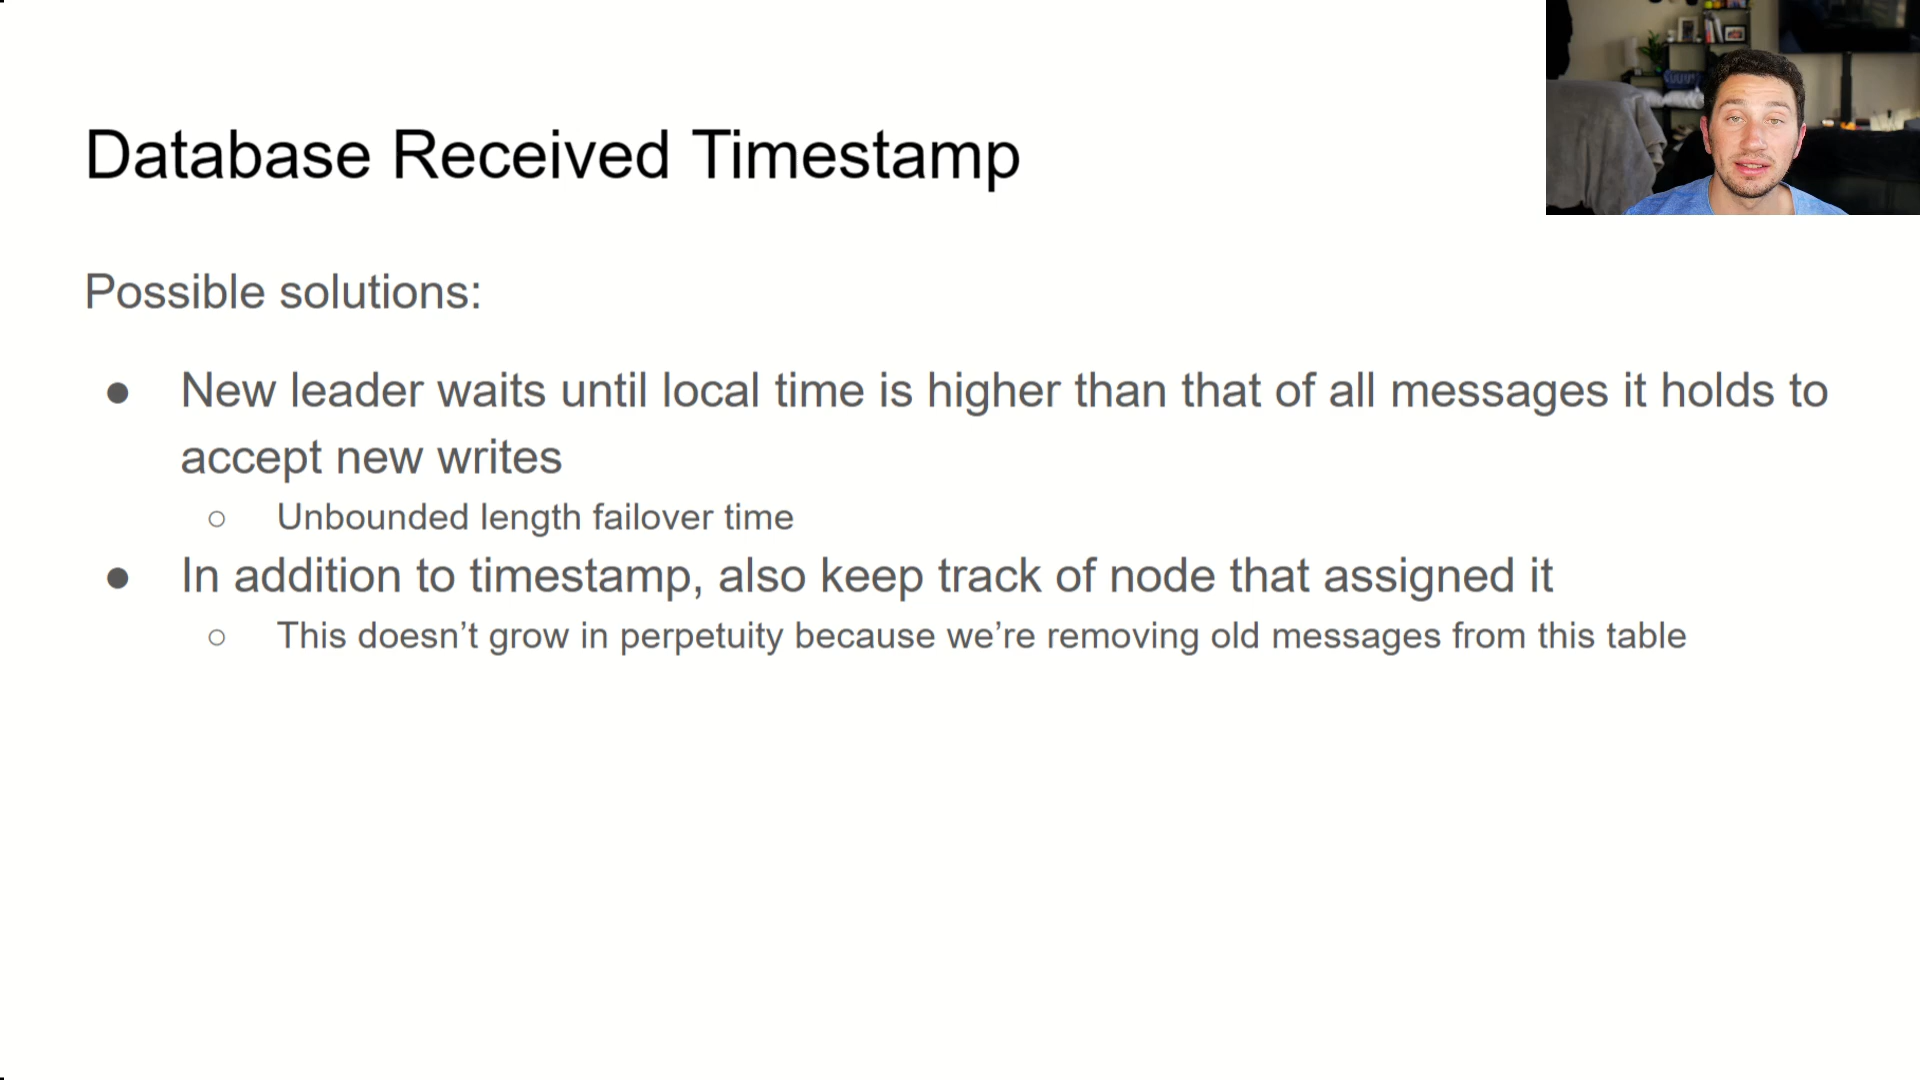 Database Received Timestamp
Possible solutions:
● New leader waits until local time is higher than that of all messages it holds to
accept new writes
○ Unbounded length failover time
● In addition to timestamp, also keep track of node that assigned it
○ This doesn’t grow in perpetuity because we’re removing old messages from this table